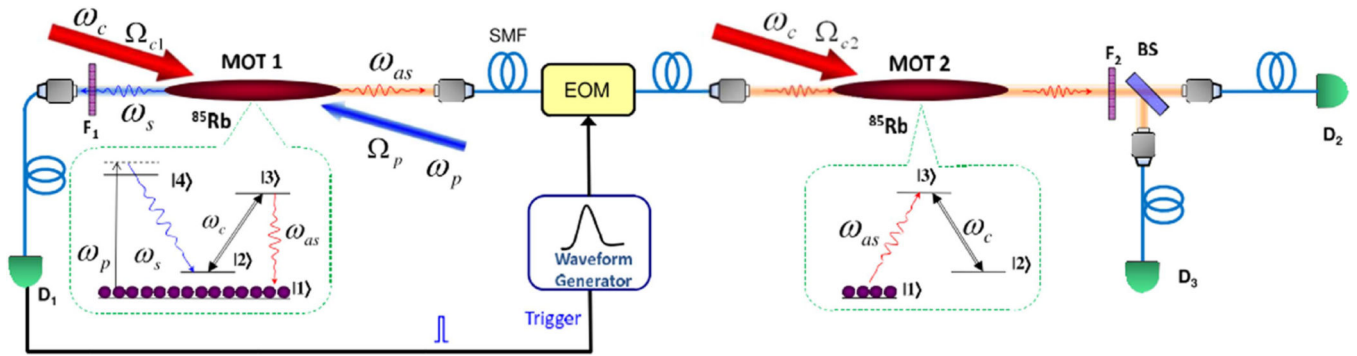 ω_c
Ω_c1
MOT 1
ω_as
SMF
EOM
ω_c
Ω_c2
MOT 2
F_2
BS
F_1
ω_s
⁸⁵Rb
Ω_p
ω_p
⁸⁵Rb
D_2
|4⟩
|3⟩
ω_c
ω_as
ω_p
ω_s
|2⟩
|1⟩
D_1
Waveform
Generator
Trigger
|3⟩
ω_as
ω_c
|2⟩
|1⟩
D_3